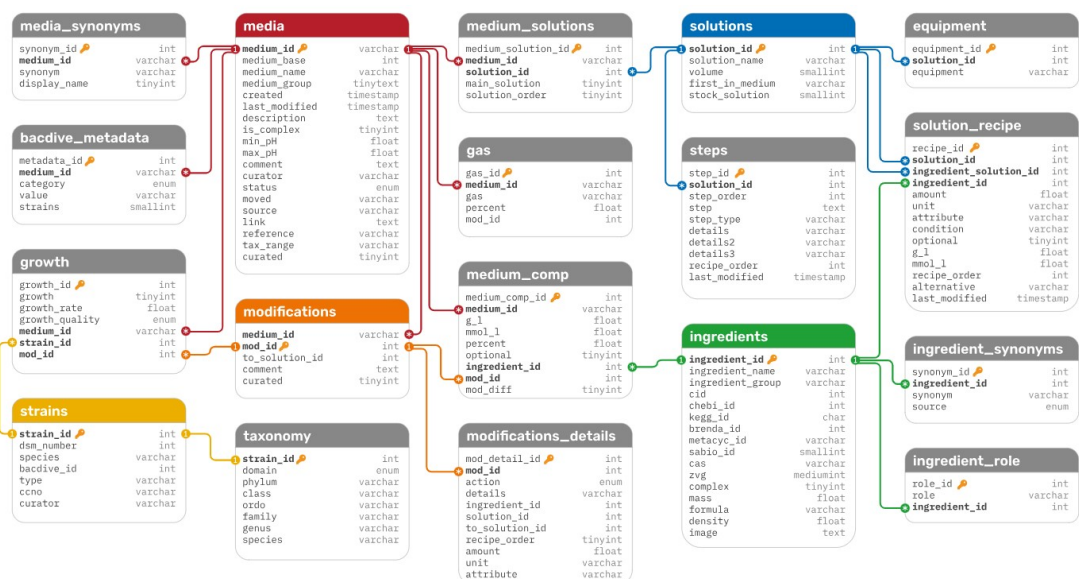 media_synonyms
synonym_id int
medium_id varchar
synonym varchar
display_name tinyint
bacdive_metadata
metadata_id int
medium_id varchar
category enum
value varchar
strains smallint
growth
growth_id int
growth tinyint
growth_rate float
growth_quality enum
medium_id varchar
strain_id int
mod_id int
strains
strain_id int
dsm_number int
species varchar
bacdive_id int
type varchar
ccno varchar
curator varchar
media
medium_id varchar
medium_base int
medium_name varchar
medium_group tinytext
created timestamp
last_modified timestamp
description text
is_complex tinyint
min_pH float
max_pH float
comment text
curator varchar
status enum
moved varchar
source varchar
link text
reference varchar
tax_range varchar
curated tinyint
modifications
medium_id varchar
mod_id int
to_solution_id int
comment text
curated tinyint
taxonomy
strain_id int
domain enum
phylum varchar
class varchar
ordo varchar
family varchar
genus varchar
species varchar
medium_solutions
medium_solution_id int
medium_id varchar
solution_id int
main_solution tinyint
solution_order tinyint
gas
gas_id int
medium_id varchar
gas varchar
percent float
mod_id int
medium_comp
medium_comp_id int
medium_id varchar
g_l float
mmol_l float
percent float
optional tinyint
ingredient_id int
mod_id int
mod_diff tinyint
modifications_details
mod_detail_id int
mod_id int
action enum
details varchar
ingredient_id int
solution_id int
to_solution_id int
recipe_order tinyint
amount float
unit varchar
attribute varchar
solutions
solution_id int
solution_name varchar
volume smallint
first_in_medium varchar
stock_solution smallint
steps
step_id int
solution_id int
step_order int
step text
step_type varchar
details varchar
details2 varchar
details3 varchar
recipe_order int
last_modified timestamp
ingredients
ingredient_id int
ingredient_name varchar
ingredient_group varchar
cid int
chebi_id int
kegg_id char
brenda_id int
metacyc_id varchar
sabio_id smallint
cas varchar
zvg mediumint
complex tinyint
mass float
formula varchar
density float
image text
equipment
equipment_id int
solution_id int
equipment varchar
solution_recipe
recipe_id int
solution_id int
ingredient_solution_id int
ingredient_id int
amount float
unit varchar
attribute varchar
condition varchar
optional tinyint
g_l float
mmol_l float
recipe_order int
alternative varchar
last_modified timestamp
ingredient_synonyms
synonym_id int
ingredient_id int
synonym varchar
source enum
ingredient_role
role_id int
role varchar
ingredient_id int